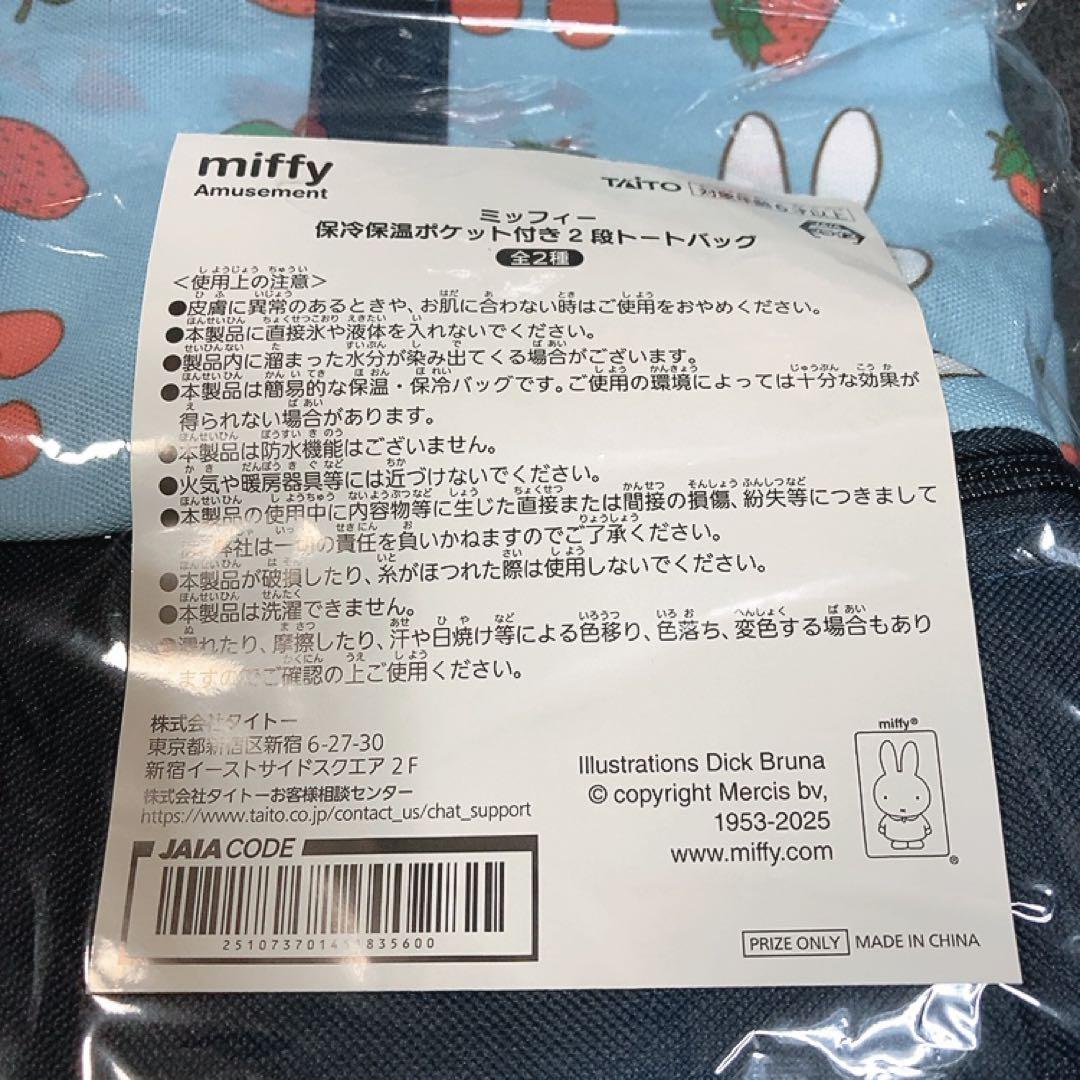 miffy
Amusement
TAITO 対象年齢6才以上
ミッフィー
保冷保温ポケット付き2段トートバッグ
全2種
＜使用上の注意＞
●皮膚に異常のあるときや、お肌に合わない時はご使用をおやめください。
●本製品に直接氷や液体を入れないでください。
●製品内に溜まった水分が染み出てくる場合がございます。
●本製品は簡易的な保温・保冷バッグです。ご使用の環境によっては十分な効果が
得られない場合があります。
●本製品は防水機能はございません。
●火気や暖房器具等には近づけないでください。
●本製品の使用中に内容物等に生じた直接または間接の損傷、紛失等につきまして
弊社は一切の責任を負いかねますのでご了承ください。
●本製品が破損したり、糸がほつれた際は使用しないでください。
●本製品は洗濯できません。
●濡れたり、摩擦したり、汗や日焼け等による色移り、色落ち、変色する場合もあり
ますのでご確認の上ご使用ください。
株式会社タイトー
東京都新宿区新宿6-27-30
新宿イーストサイドスクエア2F
株式会社タイトーお客様相談センター
https://www.taito.co.jp/contact_us/chat_support
miffy®
Illustrations Dick Bruna
© copyright Mercis bv,
1953-2025
www.miffy.com
®
JAIA CODE
PRIZE ONLY MADE IN CHINA